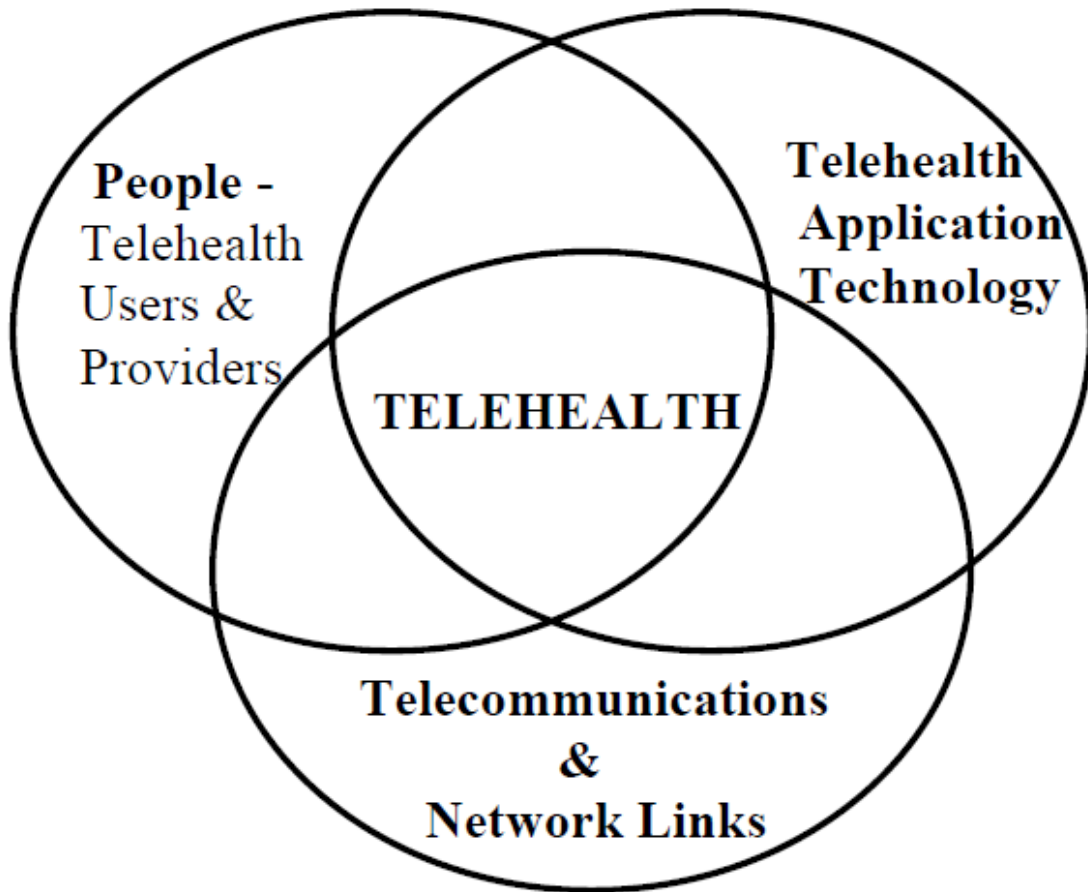 People -
Telehealth
Users &
Providers
Telehealth
Application
Technology
TELEHEALTH
Telecommunications
&
Network Links